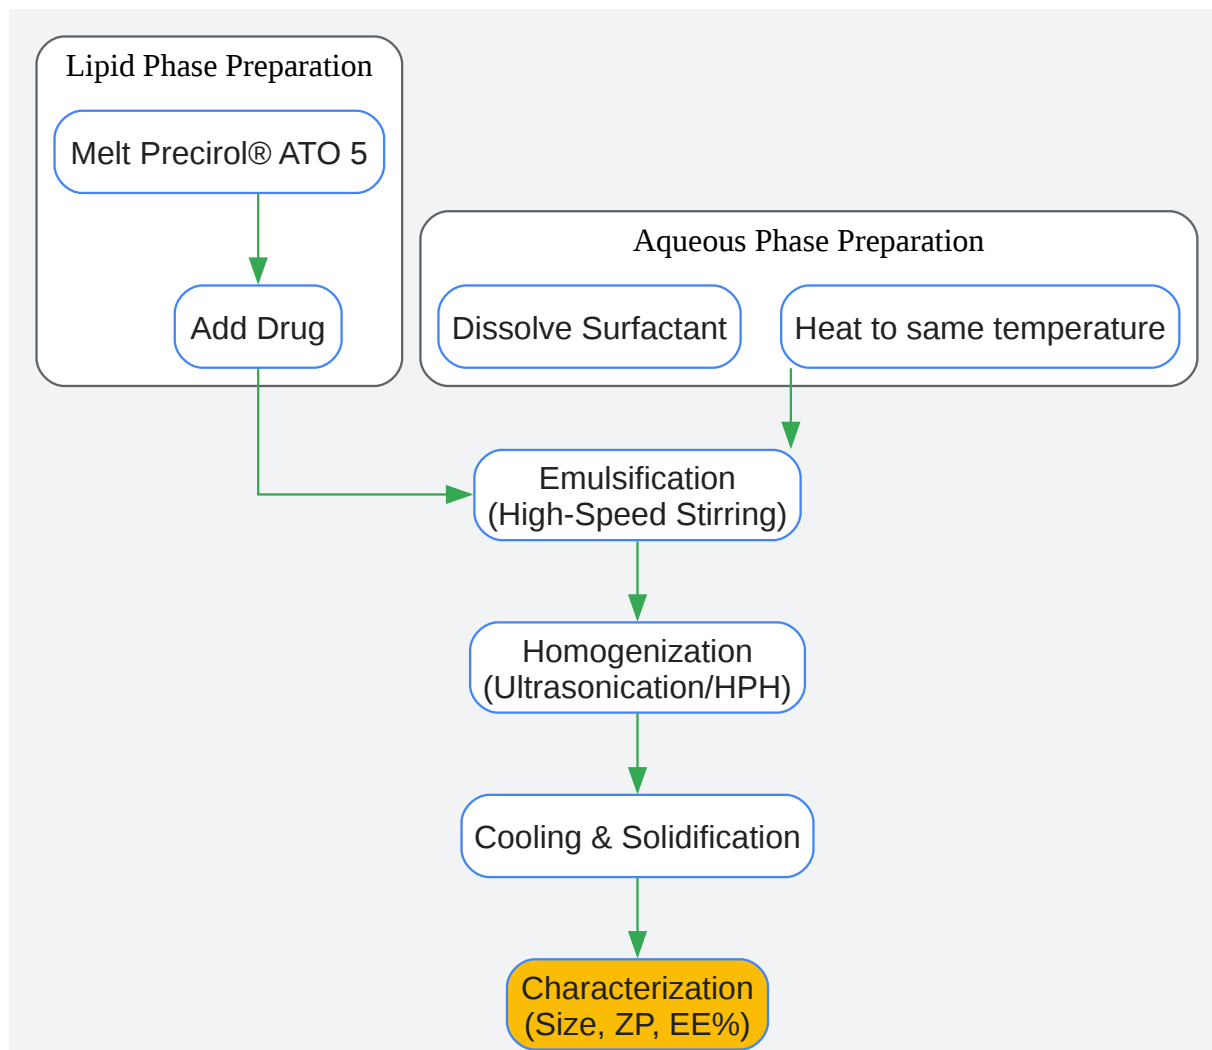 Lipid Phase Preparation
Melt Precirol® ATO 5
Add Drug
Aqueous Phase Preparation
Dissolve Surfactant
Heat to same temperature
Emulsification
(High-Speed Stirring)
Homogenization
(Ultrasonication/HPH)
Cooling & Solidification
Characterization
(Size, ZP, EE%)